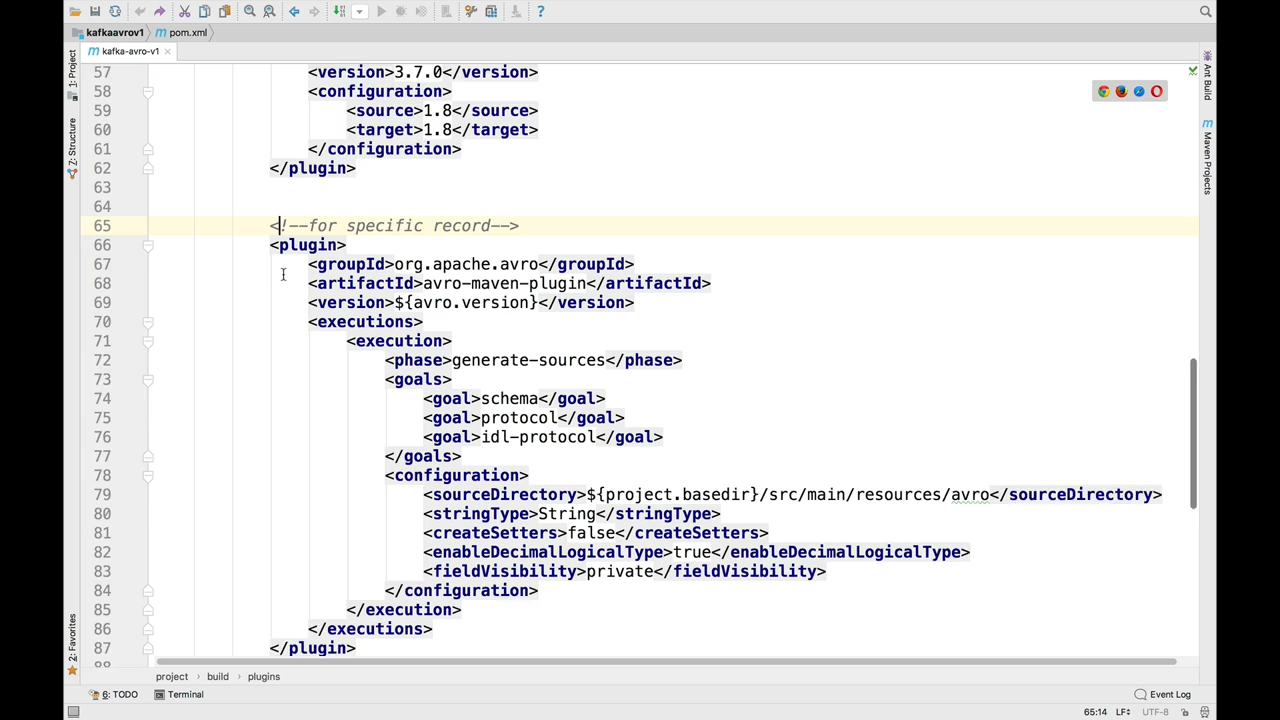 kafkaavrov1
pom.xml
kafka-avro-v1
1: Project
7: Structure
2: Favorites
Ant Build
Maven Projects
57 <version>3.7.0</version>
58 <configuration>
59 <source>1.8</source>
60 <target>1.8</target>
61 </configuration>
62 </plugin>
63
64
65 <!--for specific record-->
66 <plugin>
67 <groupId>org.apache.avro</groupId>
68 <artifactId>avro-maven-plugin</artifactId>
69 <version>${avro.version}</version>
70 <executions>
71 <execution>
72 <phase>generate-sources</phase>
73 <goals>
74 <goal>schema</goal>
75 <goal>protocol</goal>
76 <goal>idl-protocol</goal>
77 </goals>
78 <configuration>
79 <sourceDirectory>${project.basedir}/src/main/resources/avro</sourceDirectory>
80 <stringType>String</stringType>
81 <createSetters>false</createSetters>
82 <enableDecimalLogicalType>true</enableDecimalLogicalType>
83 <fieldVisibility>private</fieldVisibility>
84 </configuration>
85 </execution>
86 </executions>
87 </plugin>
88
project
build
plugins
6: TODO
Terminal
Event Log
65:14 LF UTF-8